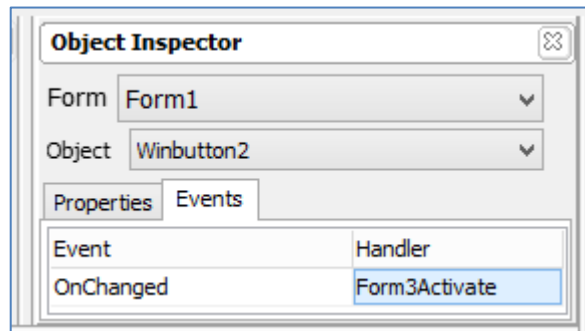 Object Inspector
Form Form1
Object Winbutton2
Properties Events
Event Handler
OnChanged Form3Activate